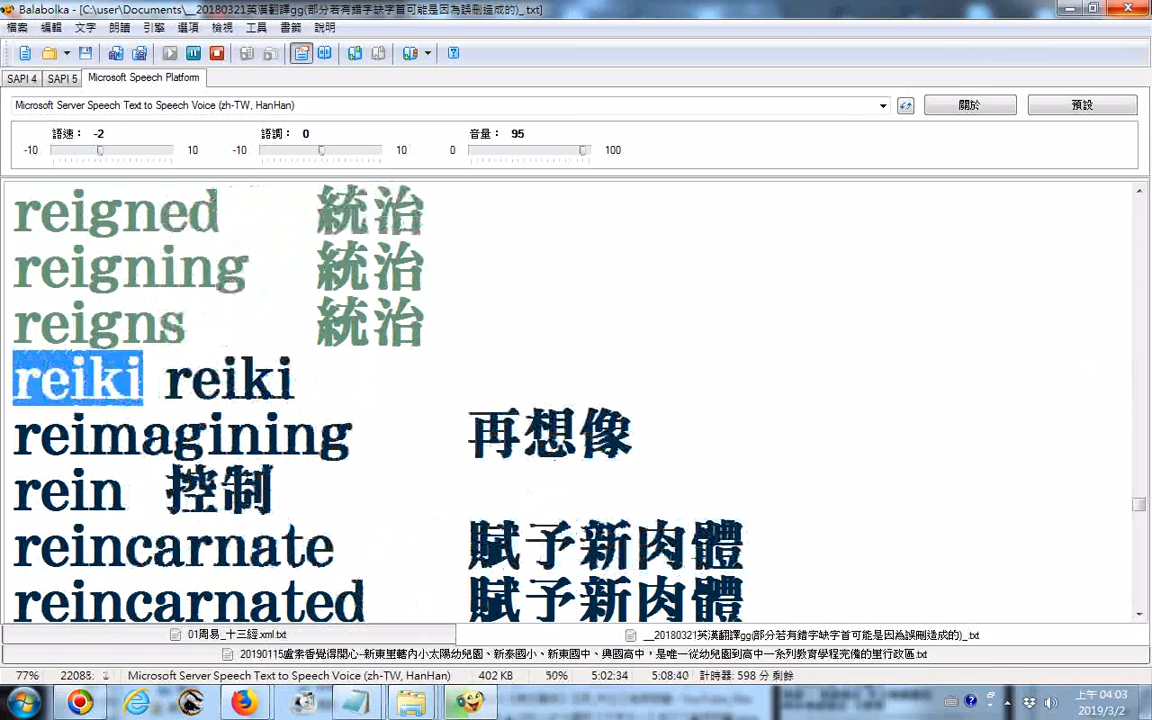 Balabolka - [C:\user\Documents\__20180321英漢翻譯gg(部分若有錯字缺字首可能是因為誤刪造成的)_.txt]
檔案 編輯 文字 朗讀 引擎 選項 檢視 工具 書籤 說明
SAPI 4 SAPI 5 Microsoft Speech Platform
Microsoft Server Speech Text to Speech Voice (zh-TW, HanHan) 關於 預設
語速： -2 語調： 0 音量： 95
-10 10 -10 10 0 100
reigned 統治
reigning 統治
reigns 統治
reiki reiki
reimagining 再想像
rein 控制
reincarnate 賦予新肉體
reincarnated 賦予新肉體
01周易_十三經.xml.txt __20180321英漢翻譯gg(部分若有錯字缺字首可能是因為誤刪造成的)_.txt
20190115盧素香覺得開心-新東里轄內小太陽幼兒園、新泰國小、新東國中、興國高中，是唯一從幼兒園到高中一系列教育學程完備的里行政區.txt
77% 22085: Microsoft Server Speech Text to Speech Voice (zh-TW, HanHan) 402 KB 50% 5:02:34 5:08:40 計時器: 598 分 剩餘
上午 04:03
2019/3/2